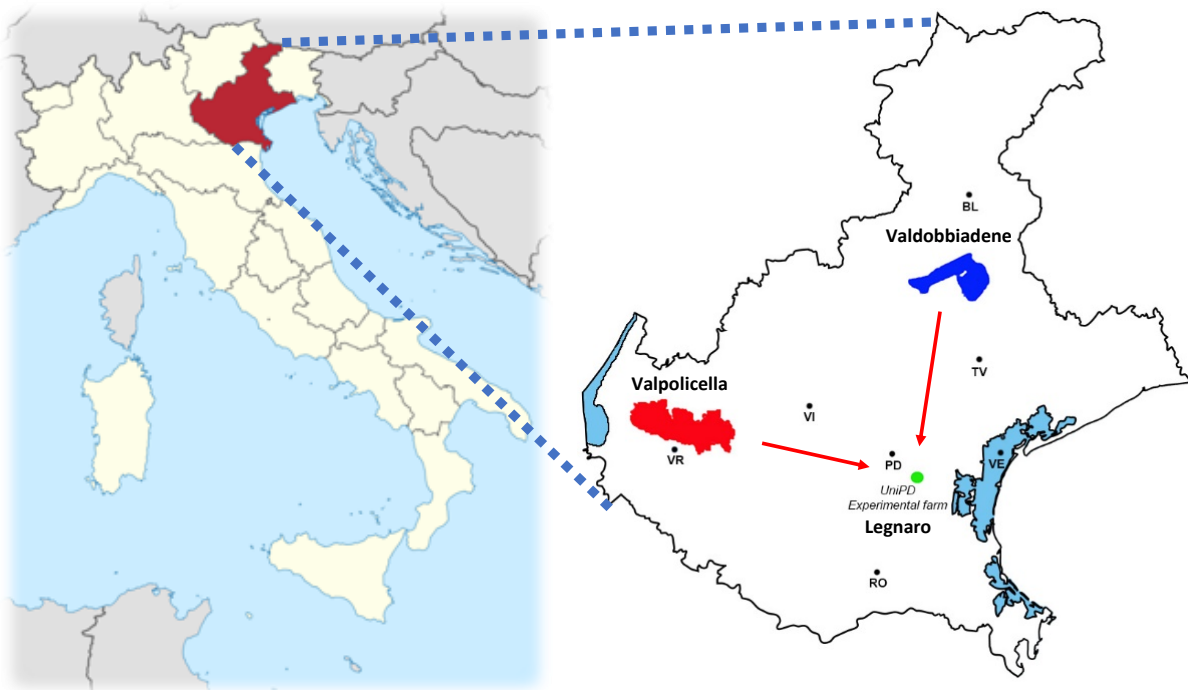 BL
Valdobbiadene
TV
Valpolicella
VI
VR
PD
VE
UniPD
Experimental farm
Legnaro
RO